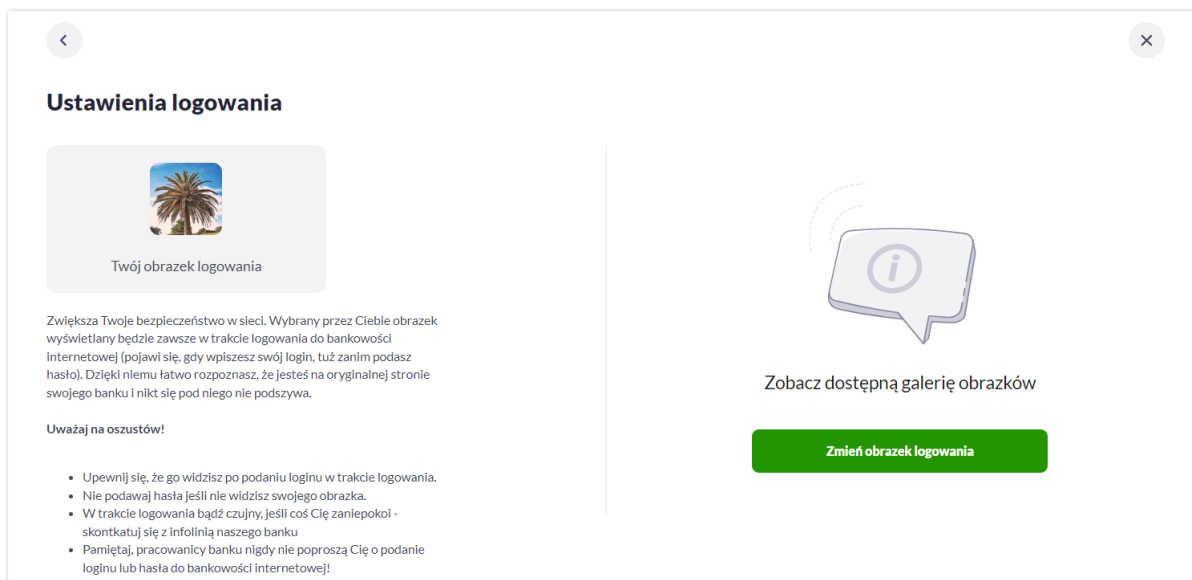 Ustawienia logowania
Twój obrazek logowania
Zwiększa Twoje bezpieczeństwo w sieci. Wybrany przez Ciebie obrazek
wyświetlany będzie zawsze w trakcie logowania do bankowości
internetowej (pojawi się, gdy wpiszesz swój login, tuż zanim podasz
hasło). Dzięki niemu łatwo rozpoznasz, że jesteś na oryginalnej stronie
swojego banku i nikt się pod niego nie podszywa.
Uważaj na oszustów!
• Upewnij się, że go widzisz po podaniu loginu w trakcie logowania.
• Nie podawaj hasła jeśli nie widzisz swojego obrazka.
• W trakcie logowania bądź czujny, jeśli coś Cię zaniepokoi -
skontkatuj się z infolinią naszego banku
• Pamiętaj, pracowanicy banku nigdy nie poproszą Cię o podanie
loginu lub hasła do bankowości internetowej!
i
Zobacz dostępną galerię obrazków
Zmień obrazek logowania